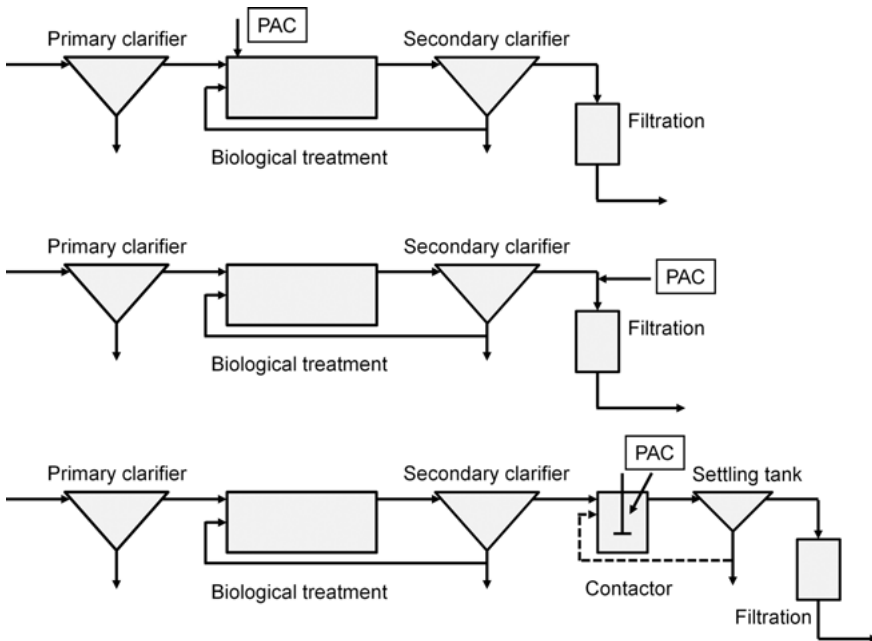 PAC
Primary clarifier
Secondary clarifier
Filtration
Biological treatment
Primary clarifier
Secondary clarifier
PAC
Filtration
Biological treatment
Primary clarifier
Secondary clarifier
PAC
Settling tank
Biological treatment
Contactor
Filtration